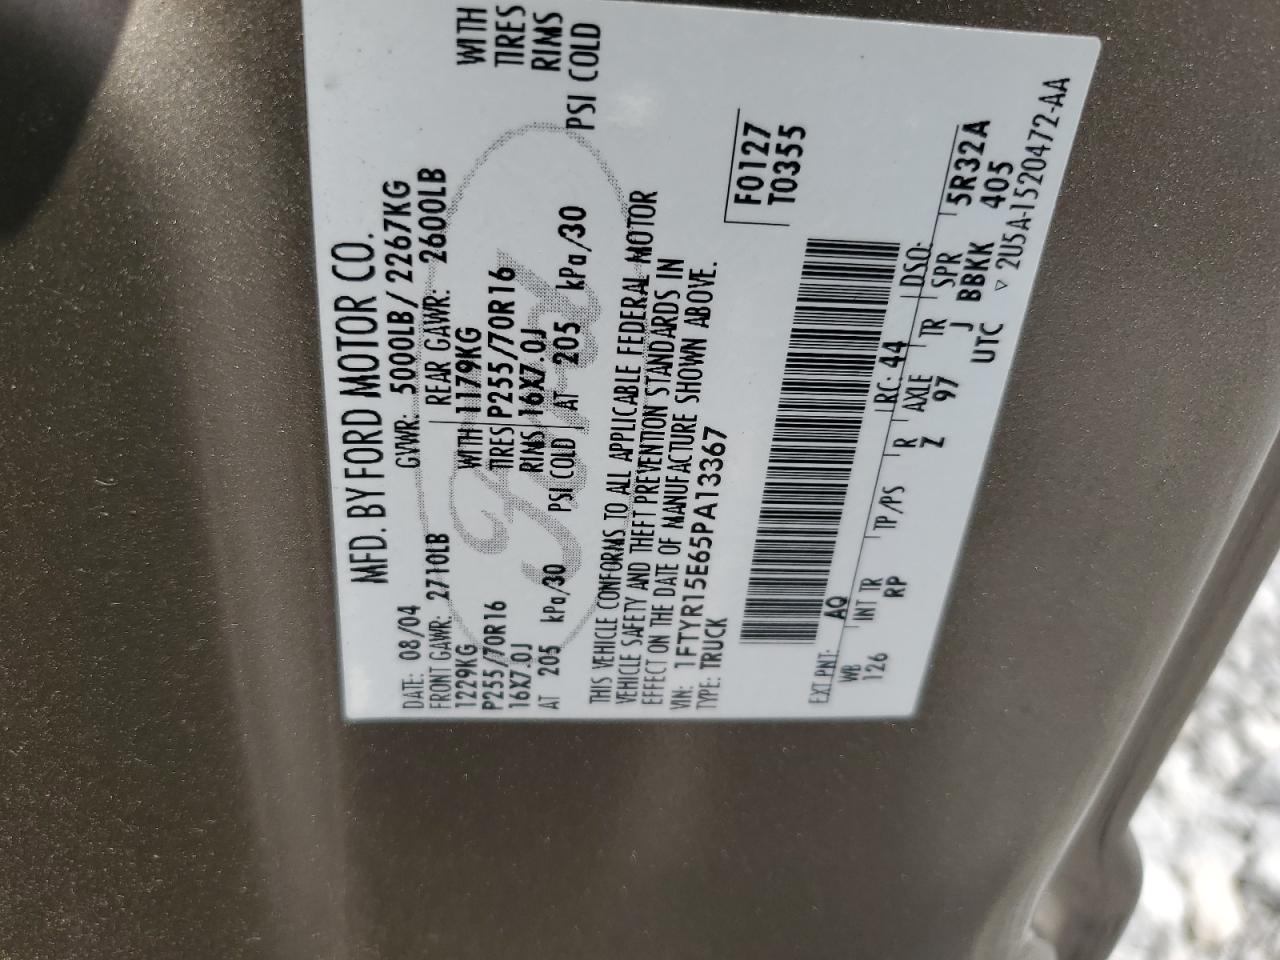 MFD. BY FORD MOTOR CO.
DATE: 08/04 GVWR: 5000LB/2267KG
FRONT GAWR: 2710LB REAR GAWR: 2600LB
1229KG WITH 1179KG WITH
P255/70R16 TIRES P255/70R16 TIRES
16X7.0J RIMS 16X7.0J RIMS
AT 205 kPa/30 PSI COLD AT 205 kPa/30 PSI COLD
Ford
THIS VEHICLE CONFORMS TO ALL APPLICABLE FEDERAL MOTOR
VEHICLE SAFETY AND THEFT PREVENTION STANDARDS IN
EFFECT ON THE DATE OF MANUFACTURE SHOWN ABOVE.
VIN: 1FTYR15E65PA13367
TYPE: TRUCK
F0127
T0355
EXT PNT: AQ RC: 44 DSO:
WB INT TR TP/PS R AXLE TR SPR
126 RP Z 97 J BBKK 5R32A
UTC 405
▽ 2U5A-1520472-AA